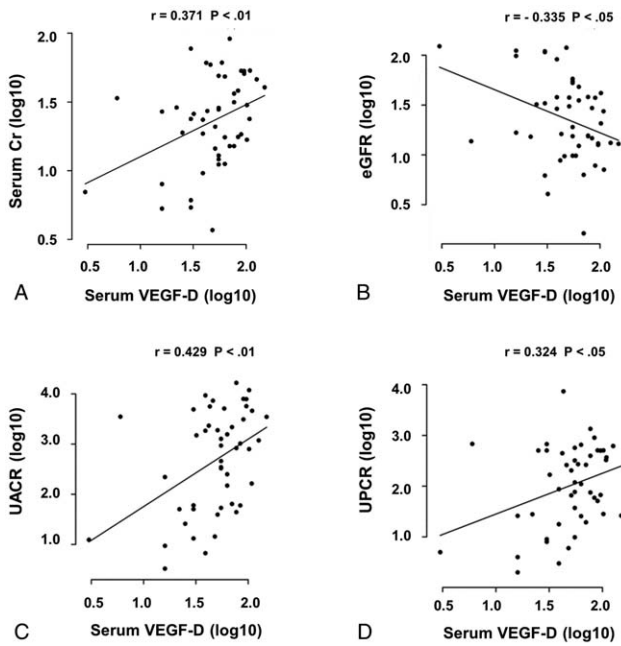 r = 0.371 P < .01
Serum Cr (log10)
2.0
1.5
1.0
0.5
0.5 1.0 1.5 2.0
A
Serum VEGF-D (log10)
r = - 0.335 P < .05
eGFR (log10)
2.0
1.5
1.0
0.5
0.5 1.0 1.5 2.0
B
Serum VEGF-D (log10)
r = 0.429 P < .01
UACR (log10)
4.0
3.0
2.0
1.0
0.5 1.0 1.5 2.0
C
Serum VEGF-D (log10)
r = 0.324 P < .05
UPCR (log10)
4.0
3.0
2.0
1.0
0.5 1.0 1.5 2.0
D
Serum VEGF-D (log10)